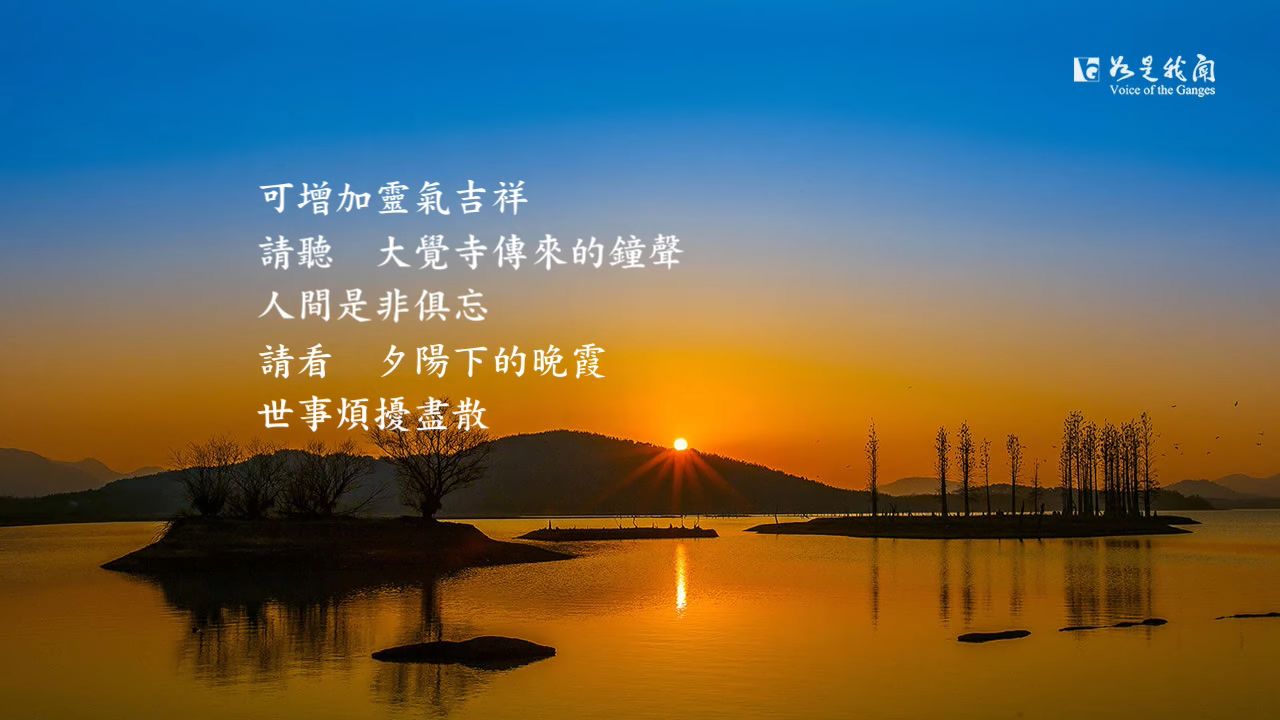 如是我聞
Voice of the Ganges
可增加靈氣吉祥
請聽　大覺寺傳來的鐘聲
人間是非俱忘
請看　夕陽下的晚霞
世事煩擾盡散